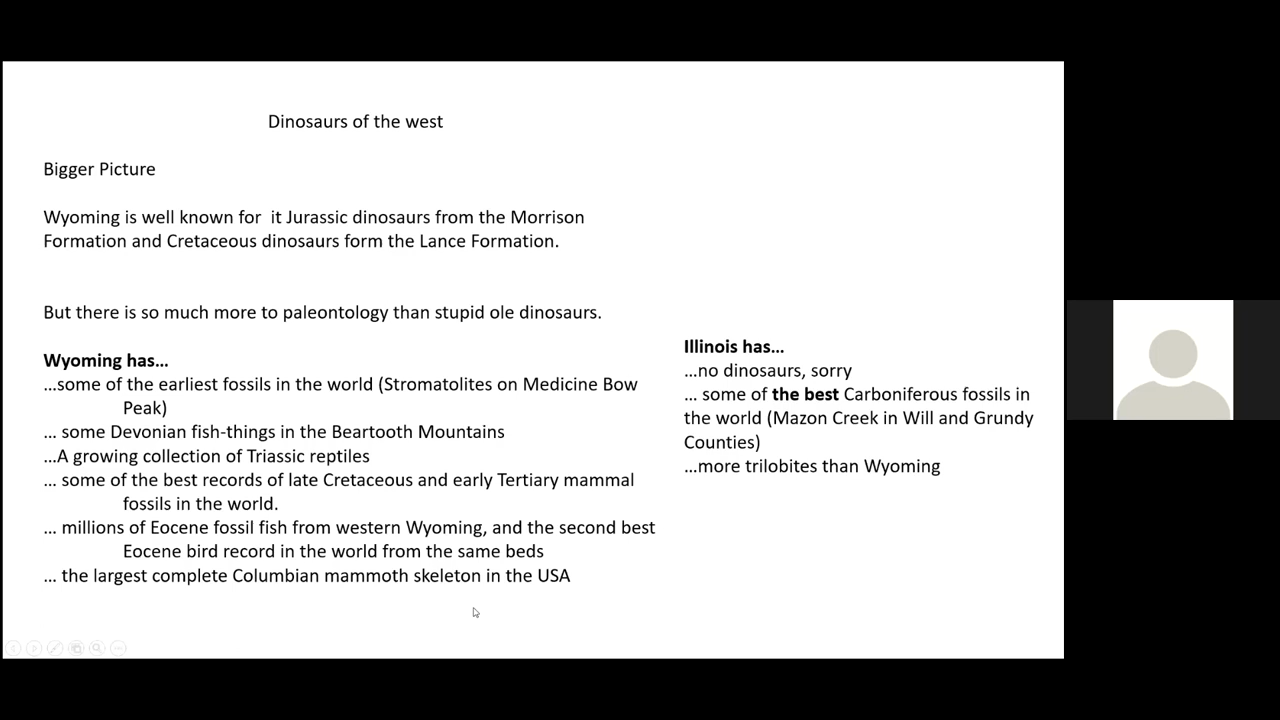 Dinosaurs of the west
Bigger Picture
Wyoming is well known for  it Jurassic dinosaurs from the Morrison
Formation and Cretaceous dinosaurs form the Lance Formation.
But there is so much more to paleontology than stupid ole dinosaurs.
Wyoming has…
…some of the earliest fossils in the world (Stromatolites on Medicine Bow
Peak)
… some Devonian fish-things in the Beartooth Mountains
…A growing collection of Triassic reptiles
… some of the best records of late Cretaceous and early Tertiary mammal
fossils in the world.
… millions of Eocene fossil fish from western Wyoming, and the second best
Eocene bird record in the world from the same beds
… the largest complete Columbian mammoth skeleton in the USA
Illinois has…
…no dinosaurs, sorry
… some of the best Carboniferous fossils in
the world (Mazon Creek in Will and Grundy
Counties)
…more trilobites than Wyoming